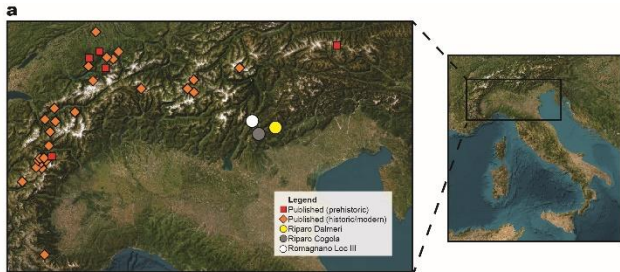 a
Legend
Published (prehistoric)
Published (historic/modern)
Riparo Dalmeri
Riparo Cogola
Romagnano Loc III